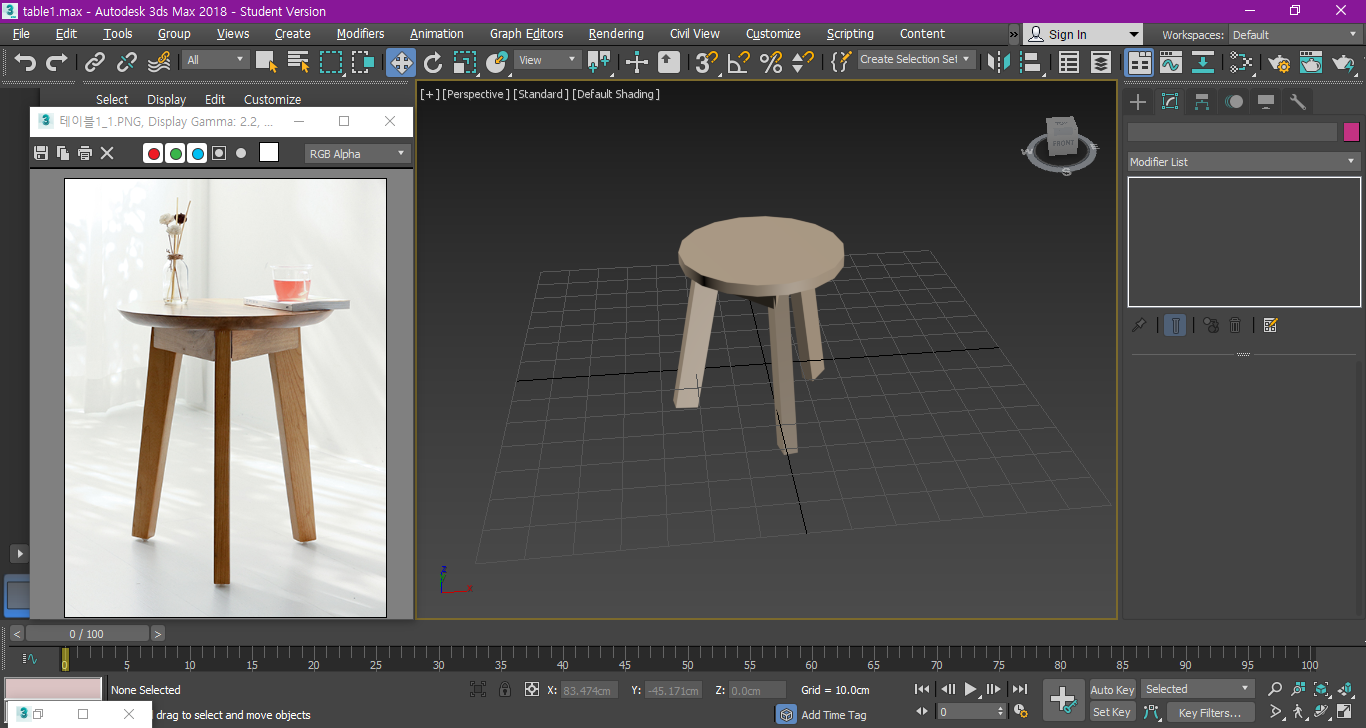 table1.max - Autodesk 3ds Max 2018 - Student Version
File Edit Tools Group Views Create Modifiers Animation Graph Editors Rendering Civil View Customize Scripting Content » Sign In Workspaces: Default
All View Create Selection Set
Select Display Edit Customize
[+] [Perspective ] [Standard ] [Default Shading ]
테이블1_1.PNG, Display Gamma: 2.2, ...
RGB Alpha
FRONT
W E
S
Modifier List
z
x
< 0 / 100 >
0 5 10 15 20 25 30 35 40 45 50 55 60 65 70 75 80 85 90 95 100
None Selected X: 83.474cm Y: -45.171cm Z: 0.0cm Grid = 10.0cm Auto Key Selected
drag to select and move objects Add Time Tag 0 Set Key Key Filters...